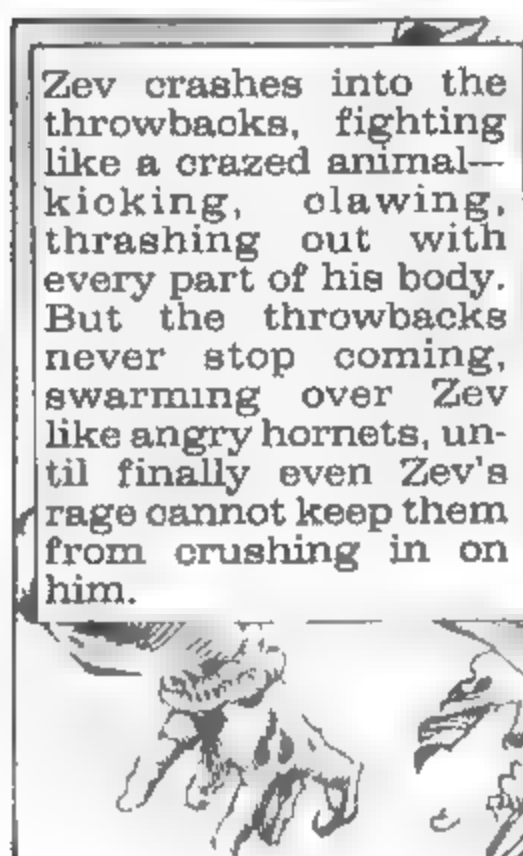 Zev crashes into the
throwbacks, fighting
like a crazed animal—
kicking, clawing,
thrashing out with
every part of his body.
But the throwbacks
never stop coming,
swarming over Zev
like angry hornets, un-
til finally even Zev's
rage cannot keep them
from crushing in on
him.